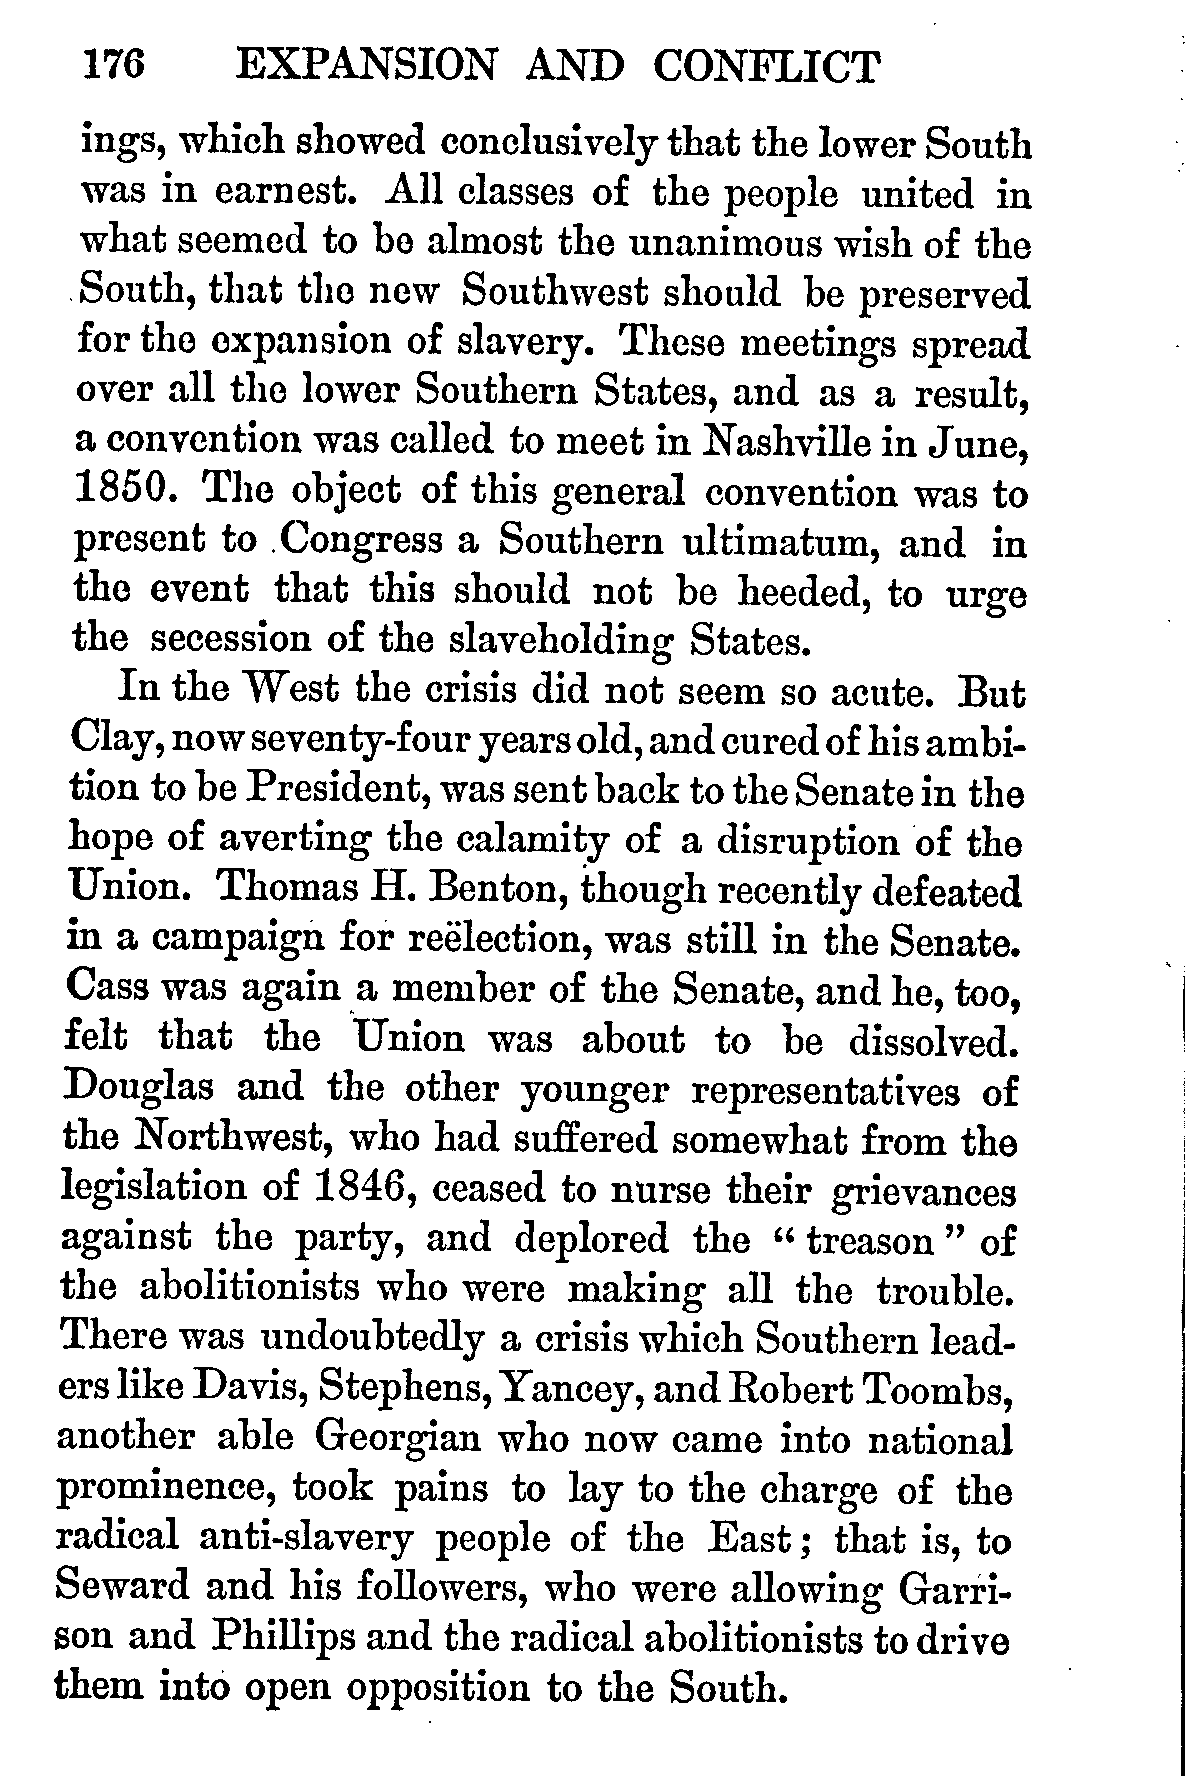 176 EXPANSION AND CONFLICT
ings, which showed conclusively that the lower South
was in earnest. All classes of the people united in
what seemed to be almost the unanimous wish of the
South, that the new Southwest should be preserved
for the expansion of slavery. These meetings spread
over all the lower Southern States, and as a result,
a convention was called to meet in Nashville in June,
1850. The object of this general convention was to
present to Congress a Southern ultimatum, and in
the event that this should not be heeded, to urge
the secession of the slaveholding States.
In the West the crisis did not seem so acute. But
Clay, now seventy-four years old, and cured of his ambi-
tion to be President, was sent back to the Senate in the
hope of averting the calamity of a disruption of the
Union. Thomas H. Benton, though recently defeated
in a campaign for reëlection, was still in the Senate.
Cass was again a member of the Senate, and he, too,
felt that the Union was about to be dissolved.
Douglas and the other younger representatives of
the Northwest, who had suffered somewhat from the
legislation of 1846, ceased to nurse their grievances
against the party, and deplored the “ treason ” of
the abolitionists who were making all the trouble.
There was undoubtedly a crisis which Southern lead-
ers like Davis, Stephens, Yancey, and Robert Toombs,
another able Georgian who now came into national
prominence, took pains to lay to the charge of the
radical anti-slavery people of the East ; that is, to
Seward and his followers, who were allowing Garri-
son and Phillips and the radical abolitionists to drive
them into open opposition to the South.